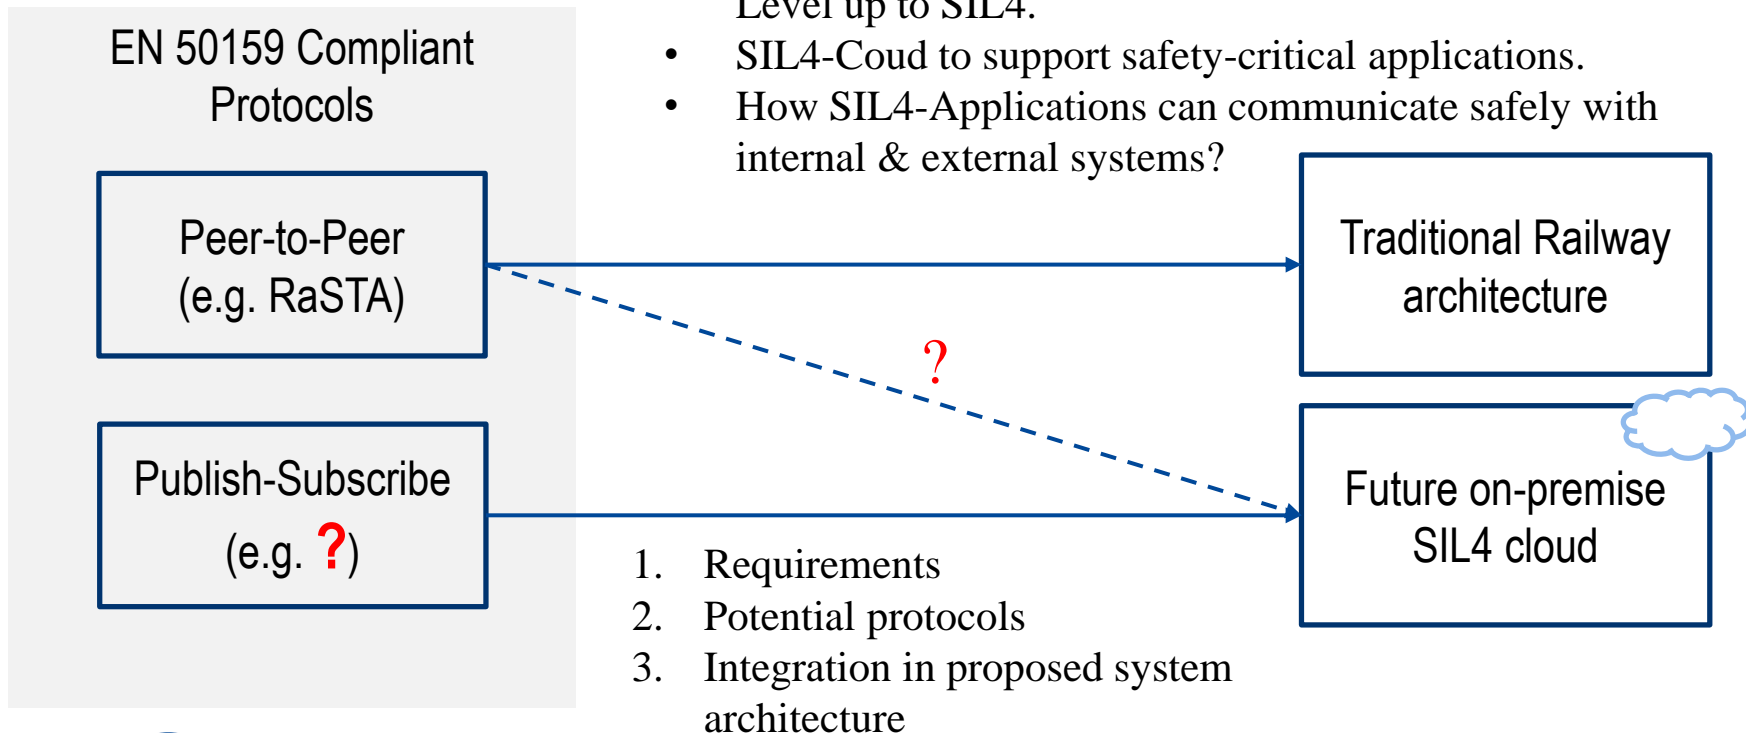 Level up to SIL4.
EN 50159 Compliant
Protocols
• SIL4-Coud to support safety-critical applications.
• How SIL4-Applications can communicate safely with
internal & external systems?
Peer-to-Peer
(e.g. RaSTA)
Traditional Railway
architecture
?
Publish-Subscribe
(e.g. ?)
Future on-premise
SIL4 cloud
1. Requirements
2. Potential protocols
3. Integration in proposed system
architecture